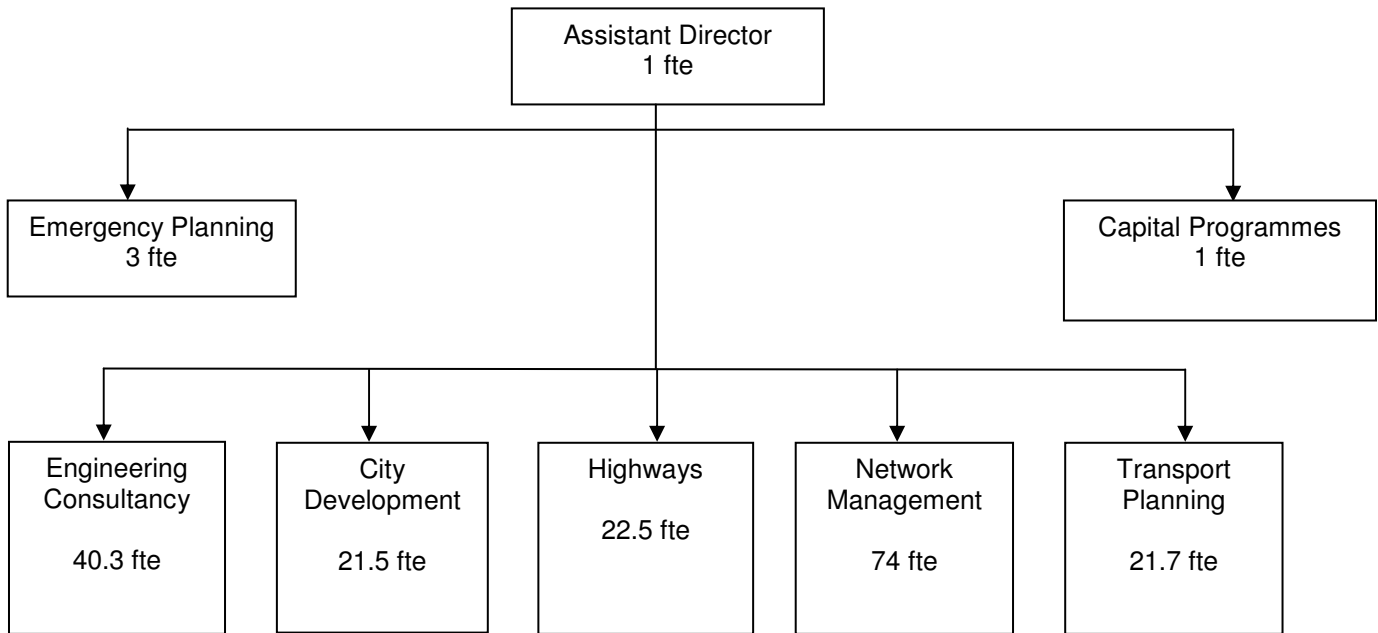 Assistant Director
1 fte
Emergency Planning
3 fte
Capital Programmes
1 fte
Engineering
Consultancy
40.3 fte
City
Development
21.5 fte
Highways
22.5 fte
Network
Management
74 fte
Transport
Planning
21.7 fte